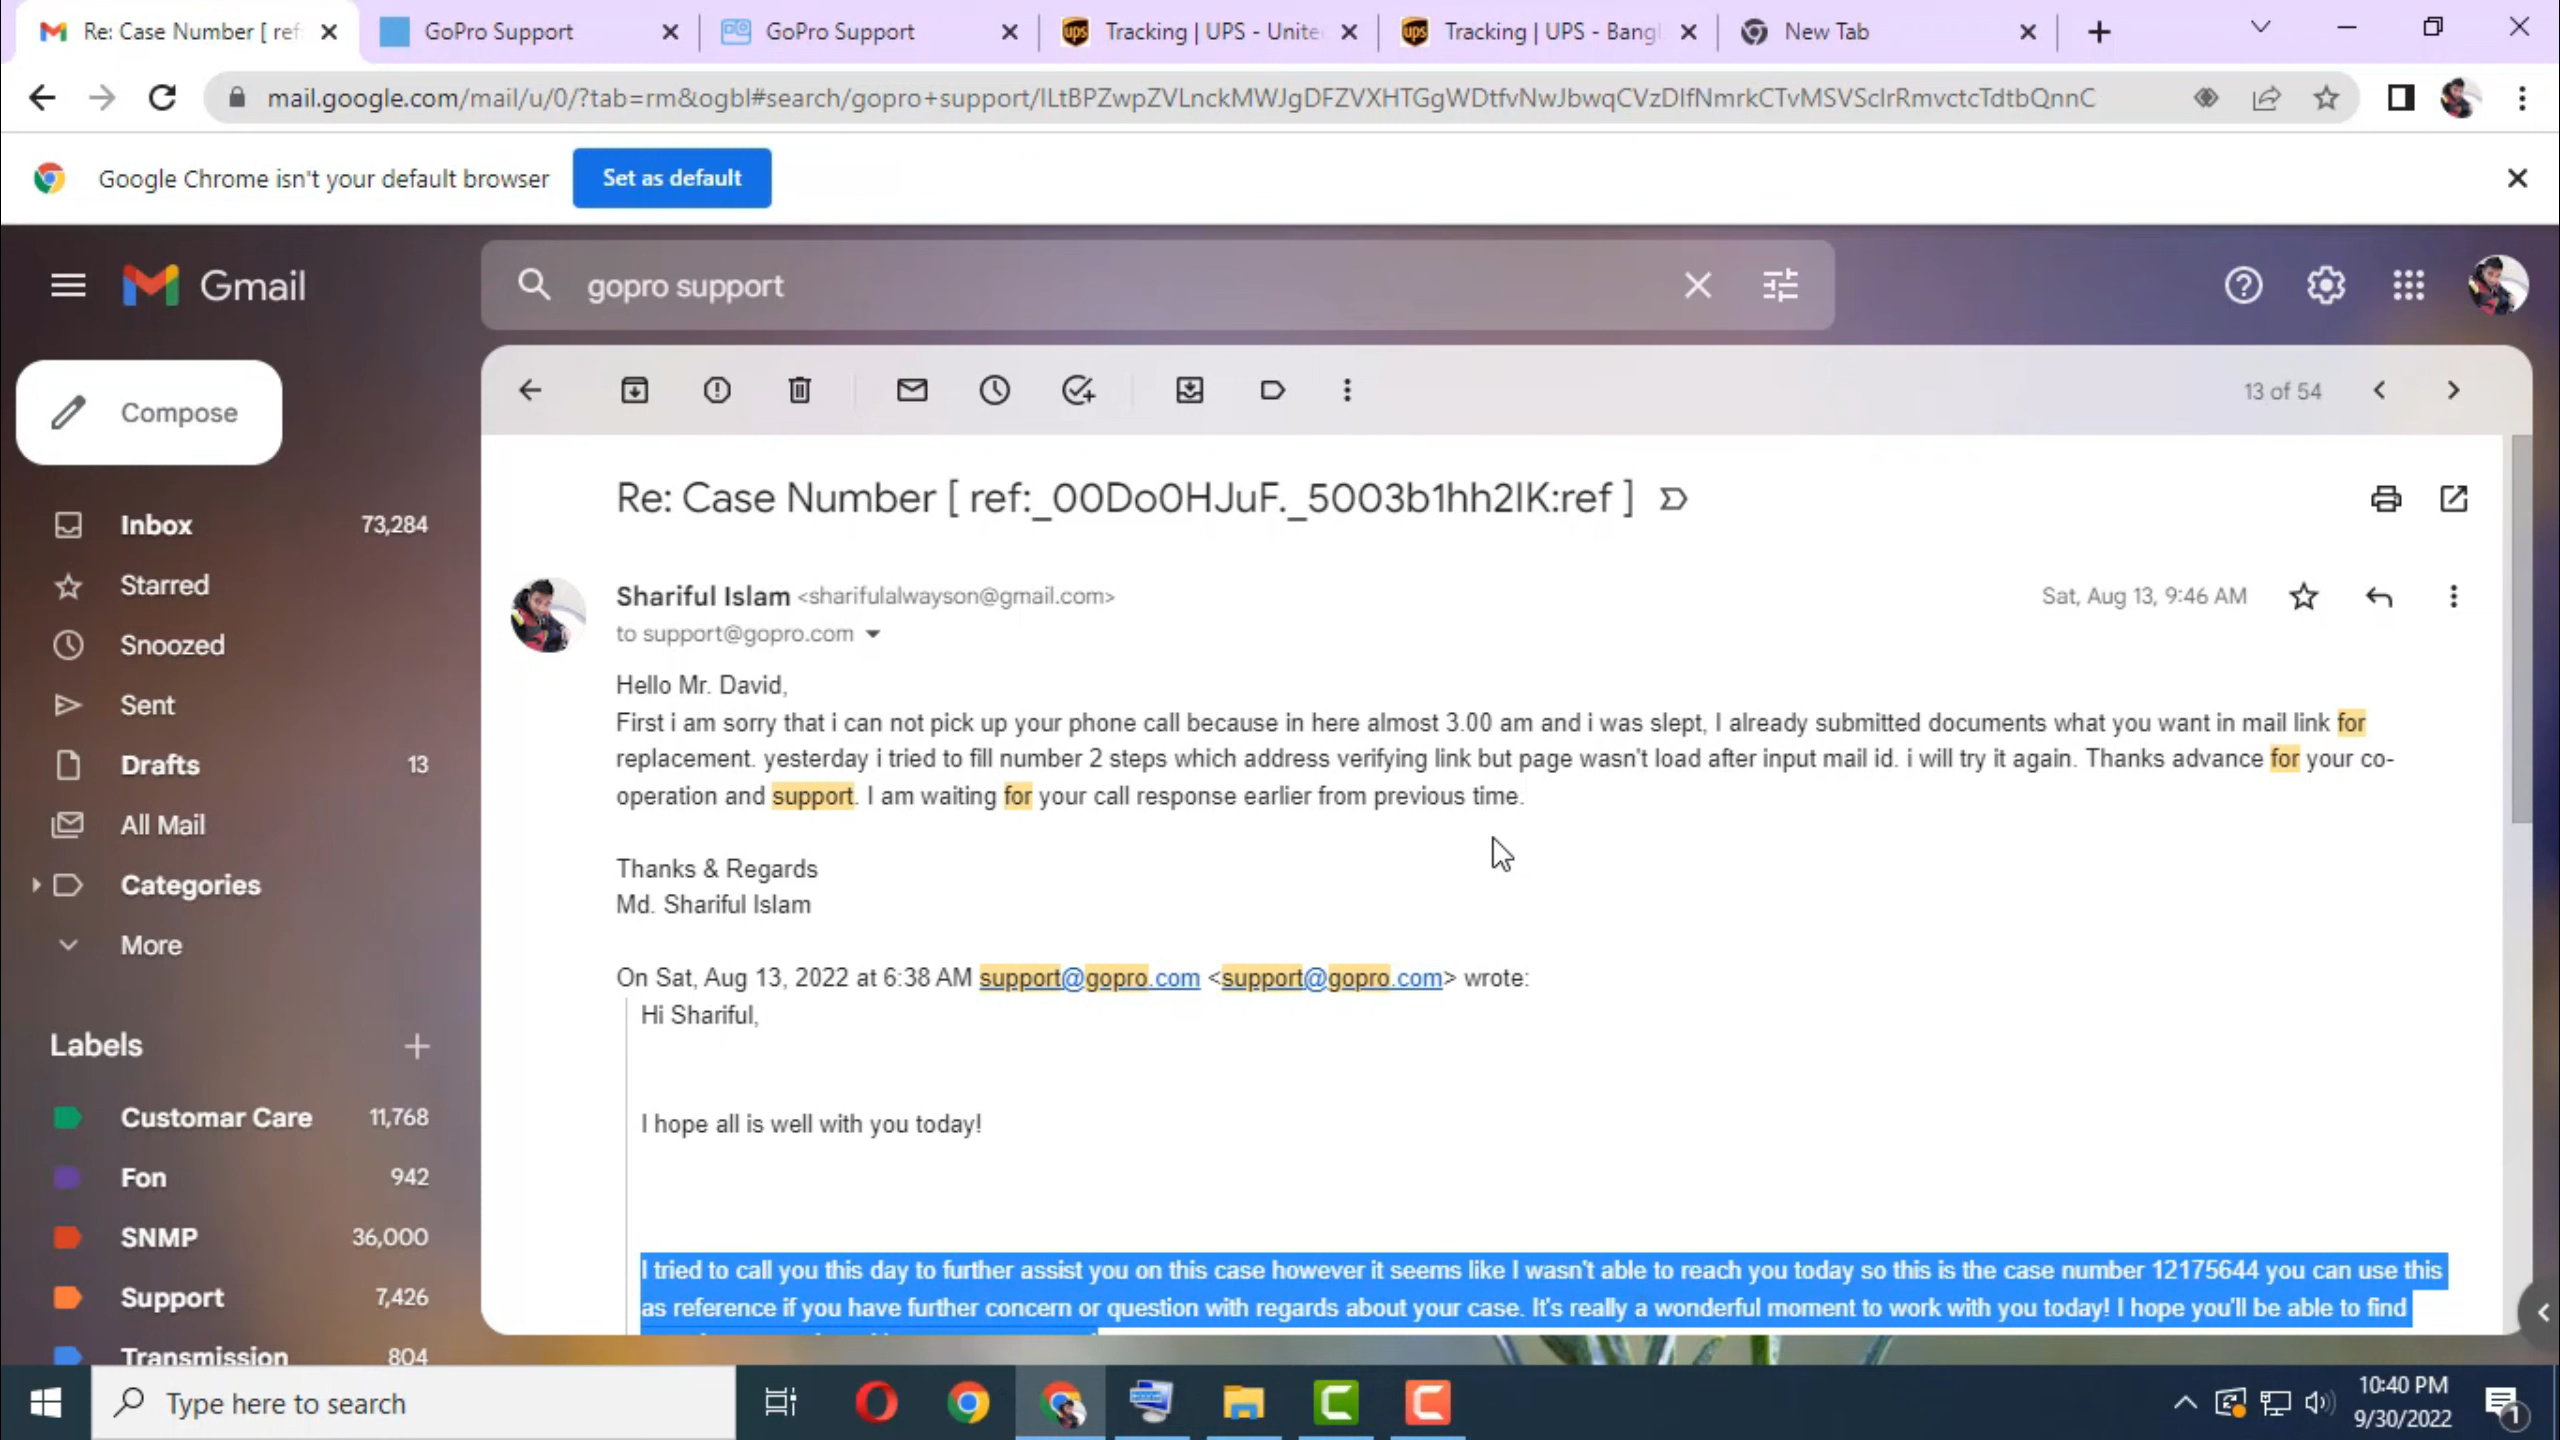 Re: Case Number [ ref:
GoPro Support
GoPro Support
Tracking | UPS - Unite
Tracking | UPS - Bangl
New Tab
mail.google.com/mail/u/0/?tab=rm&ogbl#search/gopro+support/
Google Chrome isn't your default browser
Set as default
Gmail
gopro support
Compose
13 of 54
Re: Case Number [ ref:_00Do0HJuF._5003b1hh2lK:ref ]
Inbox 73,284
Starred
Snoozed
Sent
Drafts 13
All Mail
Categories
More
Labels
Customar Care 11,768
Fon 942
SNMP 36,000
Support 7,426
Transmission 804
Shariful Islam <sharifulalwayson@gmail.com>
Sat, Aug 13, 9:46 AM
to support@gopro.com
Hello Mr. David,
First i am sorry that i can not pick up your phone call because in here almost 3.00 am and i was slept, I already submitted documents what you want in mail link for
replacement. yesterday i tried to fill number 2 steps which address verifying link but page wasn't load after input mail id. i will try it again. Thanks advance for your co-
operation and support. I am waiting for your call response earlier from previous time.
Thanks & Regards
Md. Shariful Islam
On Sat, Aug 13, 2022 at 6:38 AM support@gopro.com <support@gopro.com> wrote:
Hi Shariful,
I hope all is well with you today!
I tried to call you this day to further assist you on this case however it seems like I wasn't able to reach you today so this is the case number 12175644 you can use this
as reference if you have further concern or question with regards about your case. It's really a wonderful moment to work with you today! I hope you'll be able to find
Type here to search
10:40 PM
9/30/2022
1